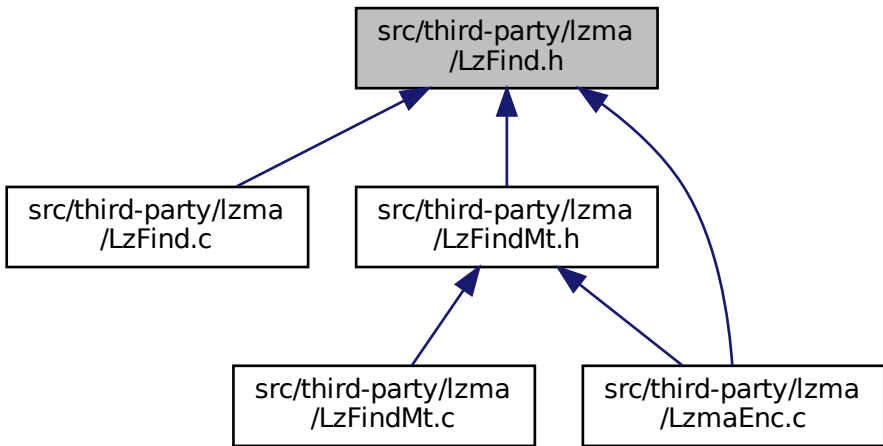 src/third-party/lzma
/LzFind.h
src/third-party/lzma
/LzFind.c
src/third-party/lzma
/LzFindMt.h
src/third-party/lzma
/LzFindMt.c
src/third-party/lzma
/LzmaEnc.c